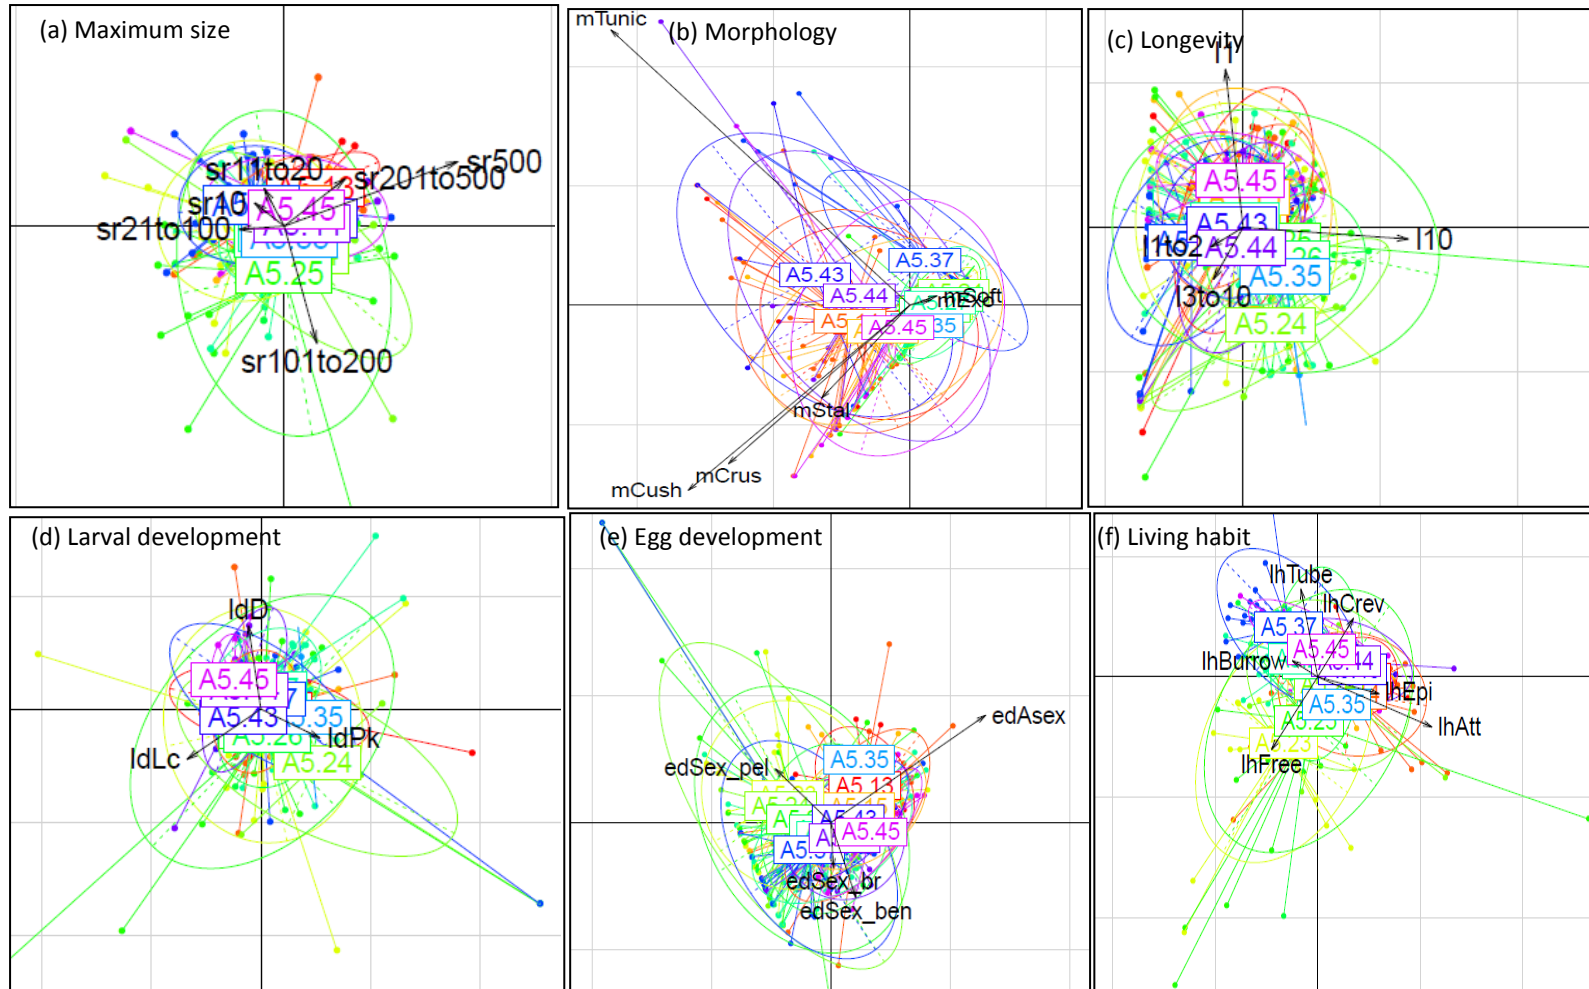 (a) Maximum size
sr11to20
sr500
sr201to500
sr10
A5.45
sr21to100
A5.25
sr101to200
mTunic
(b) Morphology
A5.37
A5.43
A5.44
mSoft
mExo
A5.45
mStal
mCrus
mCush
(c) Longevity
l1
A5.45
A5.43
l1to2
A5.44
l10
A5.35
l3to10
A5.24
(d) Larval development
ldD
A5.45
A5.43
ldPk
ldLc
A5.24
(e) Egg development
edAsex
edSex_pel
A5.35
A5.13
A5.45
edSex_br
edSex_ben
(f) Living habit
lhTube
lhCrev
A5.37
A5.45
lhBurrow
lhEpi
A5.35
lhAtt
lhFree